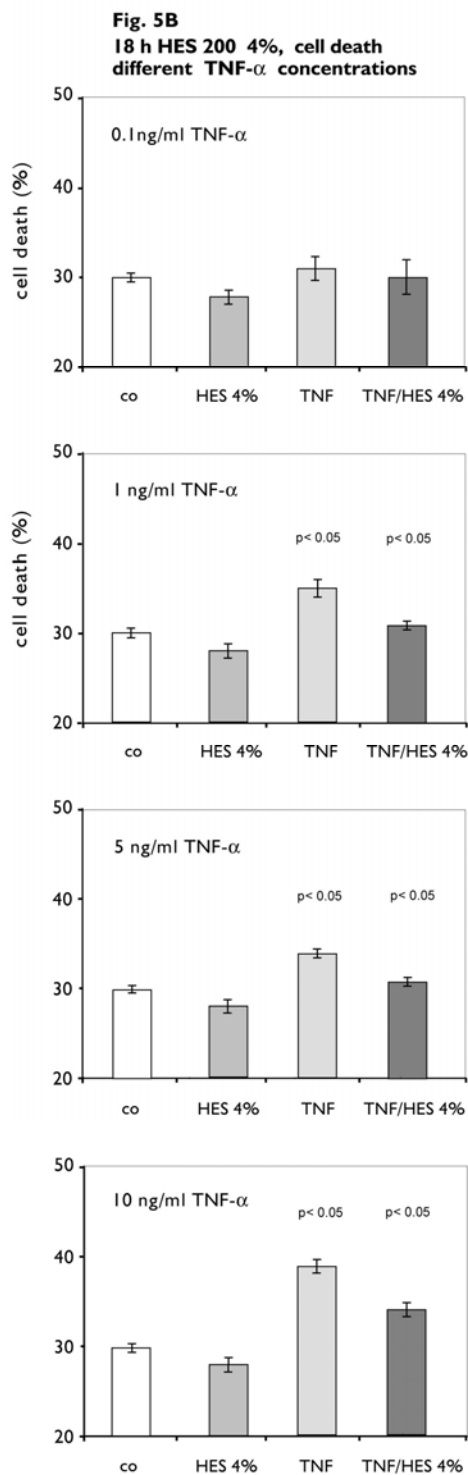 Fig. 5B
18 h HES 200 4%, cell death
different TNF-α concentrations
50
0.1ng/ml TNF-α
40
cell death (%)
30
20
co HES 4% TNF TNF/HES 4%
50
1 ng/ml TNF-α
p< 0.05 p< 0.05
40
cell death (%)
30
20
co HES 4% TNF TNF/HES 4%
50
5 ng/ml TNF-α
40
p< 0.05 p< 0.05
30
20
co HES 4% TNF TNF/HES 4%
50
10 ng/ml TNF-α
p< 0.05 p< 0.05
40
30
20
co HES 4% TNF TNF/HES 4%